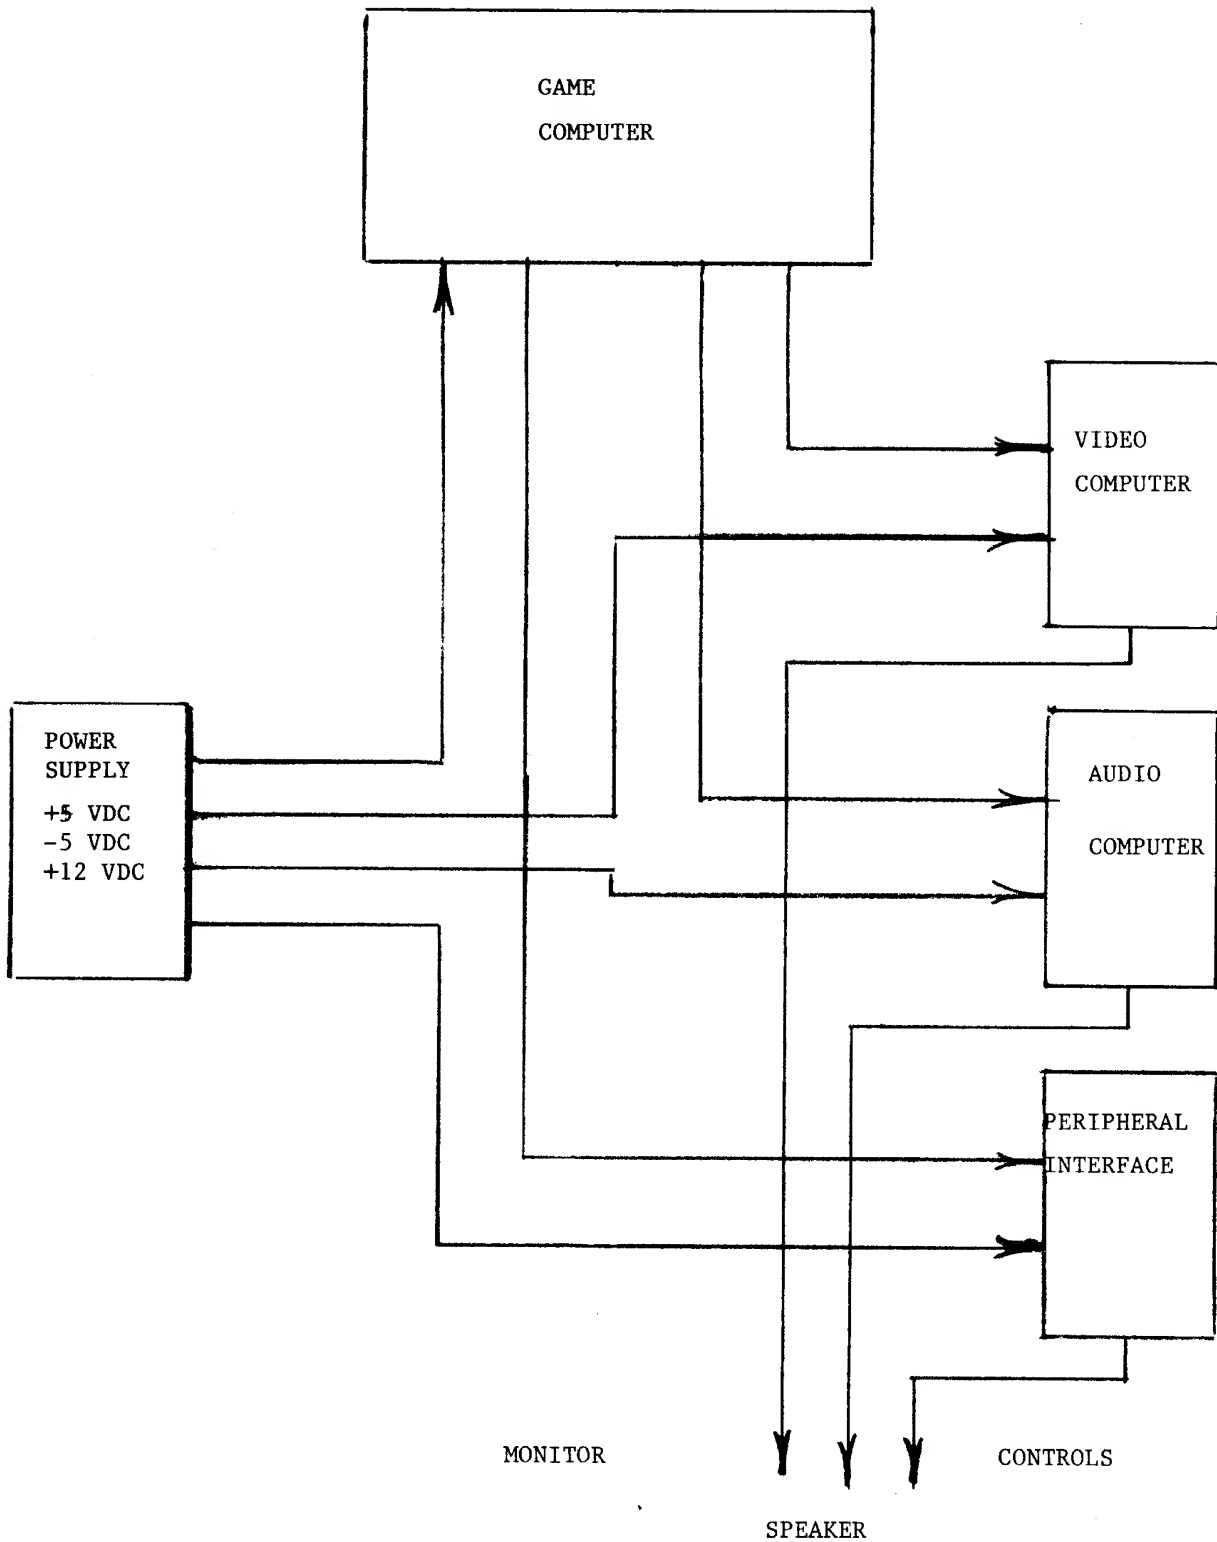 GAME
COMPUTER
VIDEO
COMPUTER
POWER
SUPPLY
+5 VDC
-5 VDC
+12 VDC
AUDIO
COMPUTER
PERIPHERAL
INTERFACE
MONITOR
CONTROLS
SPEAKER